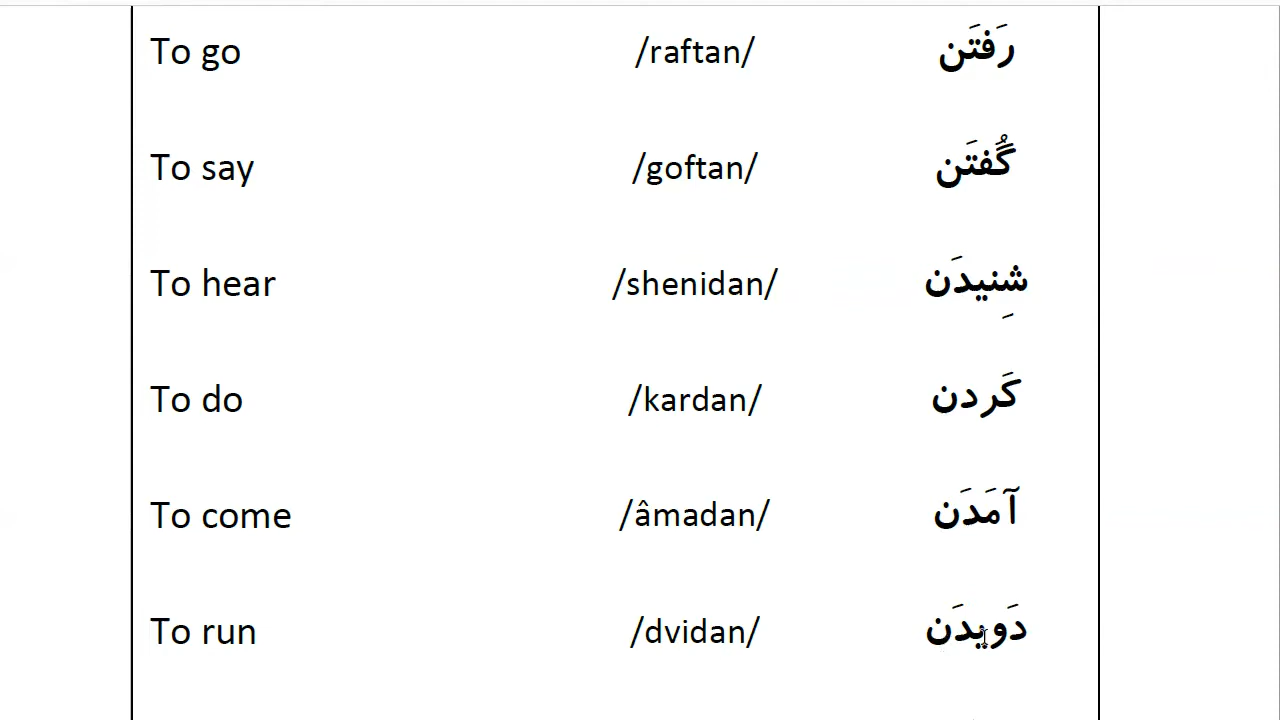 To go /raftan/ رَفتَن
To say /goftan/ گُفتَن
To hear /shenidan/ شِنیدَن
To do /kardan/ کَردن
To come /âmadan/ آمَدَن
To run /dvidan/ دَویدَن